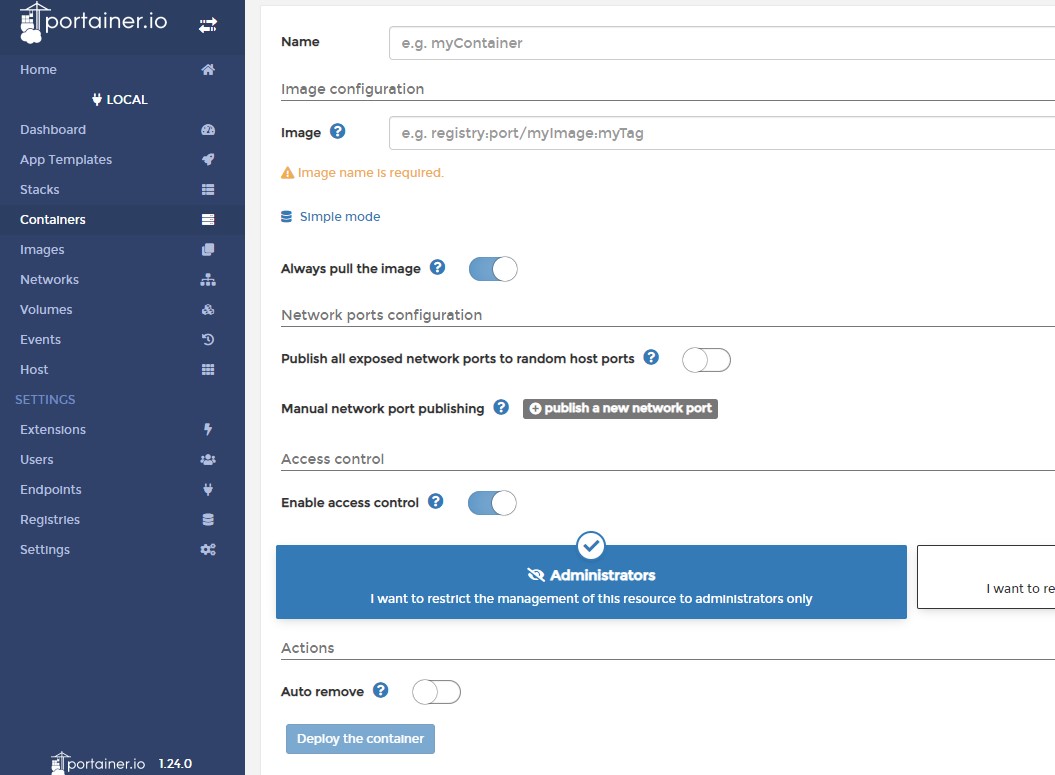 portainer.io
Home
LOCAL
Dashboard
App Templates
Stacks
Containers
Images
Networks
Volumes
Events
Host
SETTINGS
Extensions
Users
Endpoints
Registries
Settings
portainer.io 1.24.0
Name
e.g. myContainer
Image configuration
Image
e.g. registry:port/myImage:myTag
Image name is required.
Simple mode
Always pull the image
Network ports configuration
Publish all exposed network ports to random host ports
Manual network port publishing
publish a new network port
Access control
Enable access control
Administrators
I want to restrict the management of this resource to administrators only
I want to re
Actions
Auto remove
Deploy the container